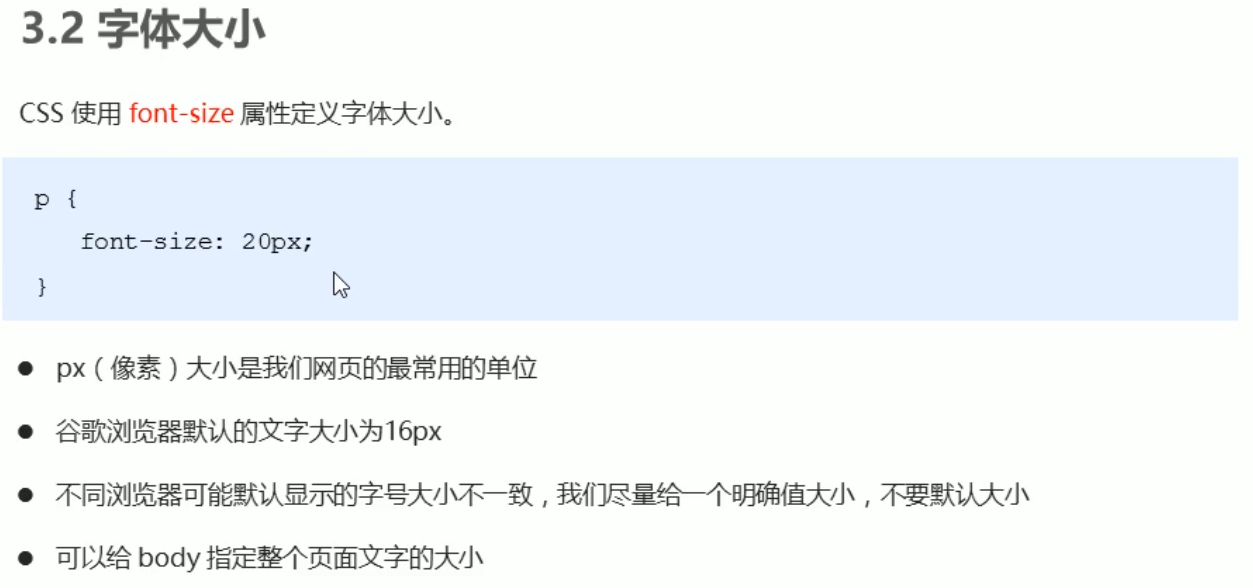 3.2 字体大小
CSS 使用 font-size 属性定义字体大小。
p {
font-size: 20px;
}
● px（像素）大小是我们网页的最常用的单位
● 谷歌浏览器默认的文字大小为16px
● 不同浏览器可能默认显示的字号大小不一致，我们尽量给一个明确值大小，不要默认大小
● 可以给 body 指定整个页面文字的大小